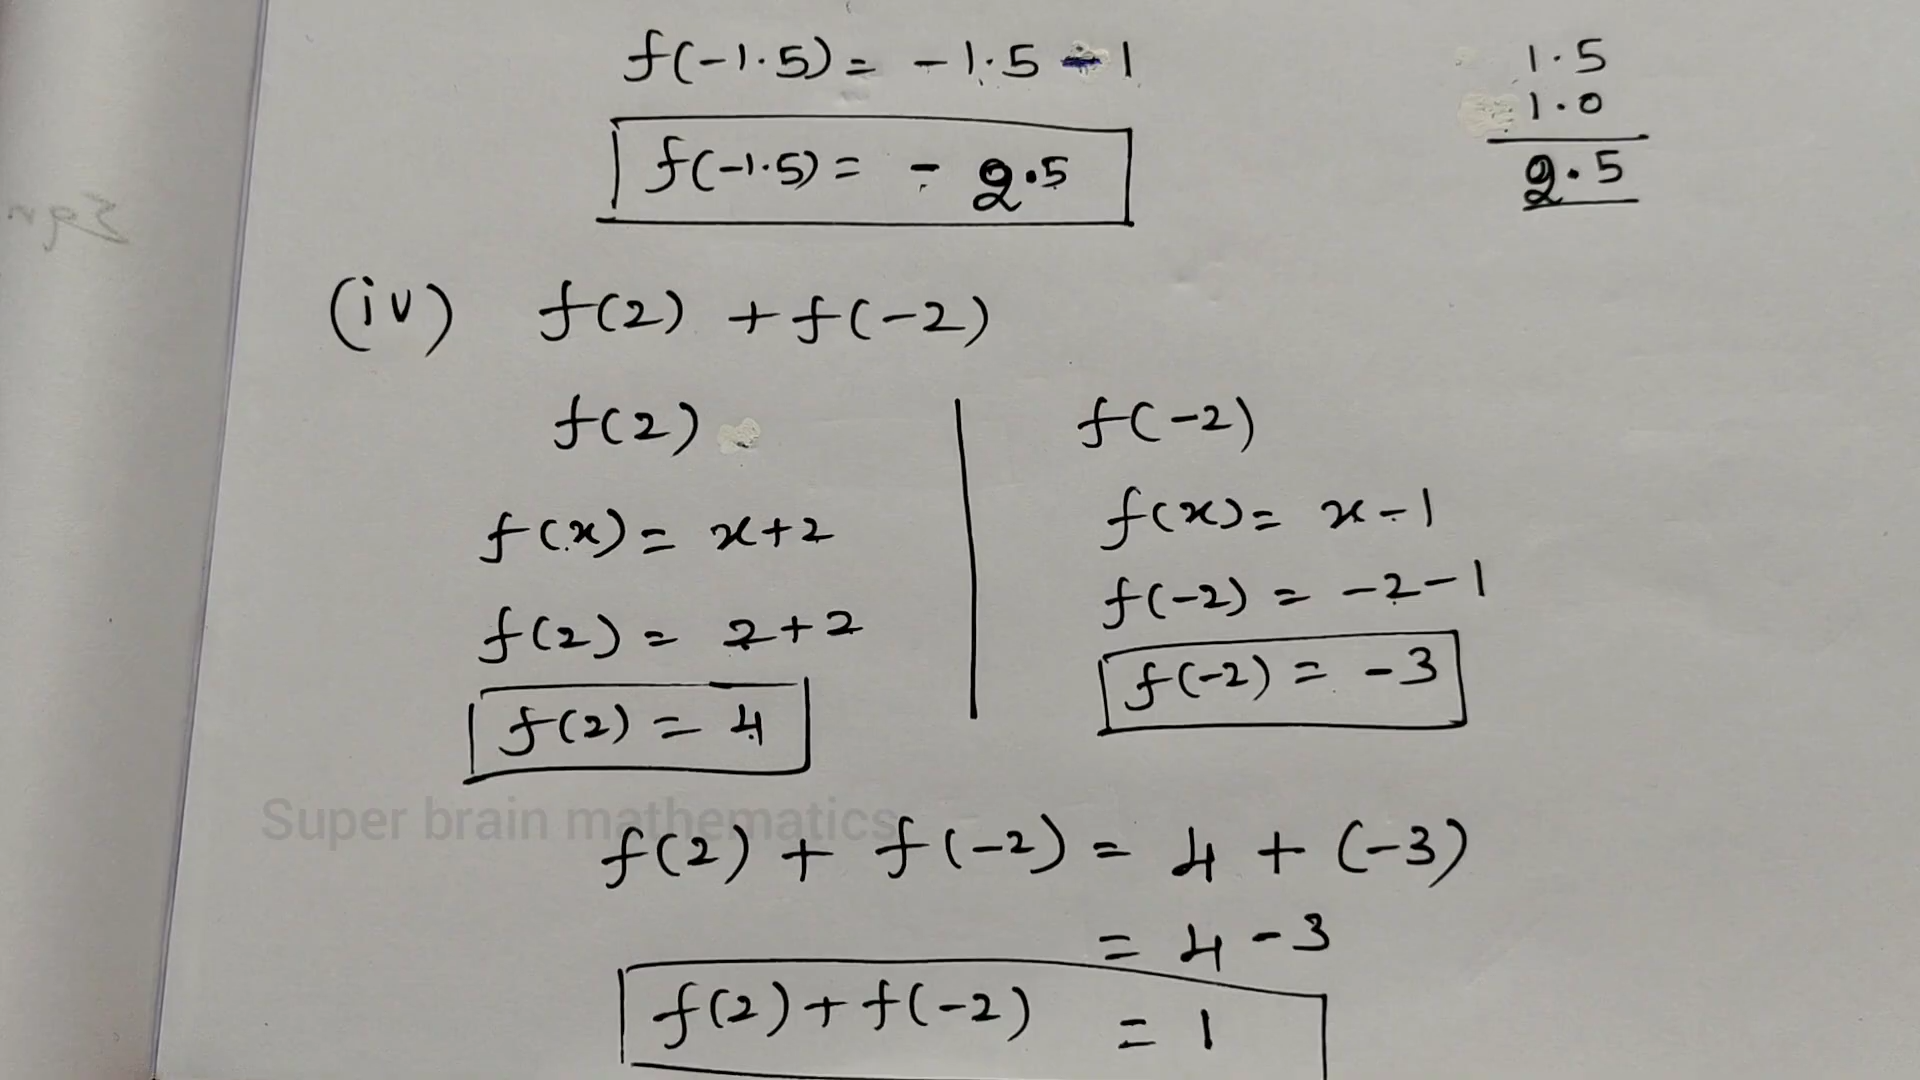 f(-1.5) = -1.5 - 1
f(-1.5) = - 2.5
1.5
1.0
2.5
(iv) f(2) + f(-2)
f(2)
f(x) = x+2
f(2) = 2+2
f(2) = 4
f(-2)
f(x) = x-1
f(-2) = -2-1
f(-2) = -3
Super brain mathematics
f(2) + f(-2) = 4 + (-3)
= 4 - 3
f(2) + f(-2) = 1